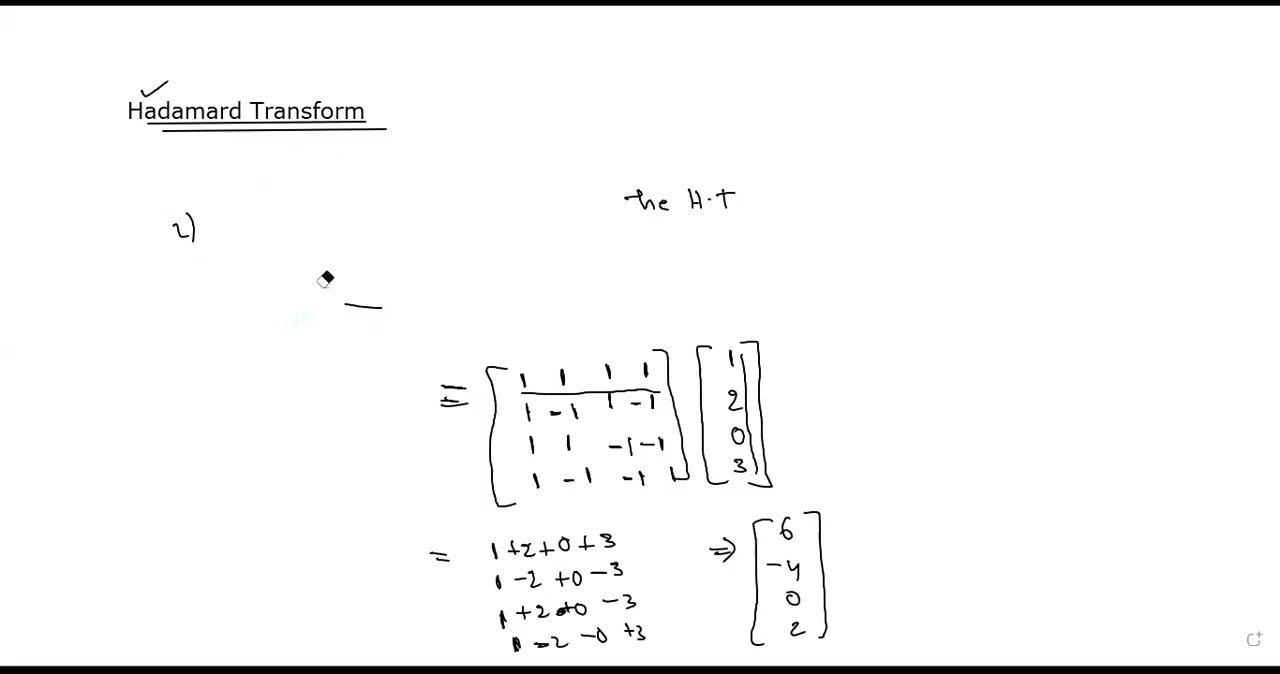 Hadamard Transform
the H.T
2)
= [ 1 1 1 1 ] [ 1 ]
1 -1 1 -1 2
1 1 -1 -1 0
1 -1 -1 1 3
= 1 +2 +0 +3 ⇒ [ 6 ]
1 -2 +0 -3 -4
1 +2 +0 -3 0
1 -2 -0 +3 2